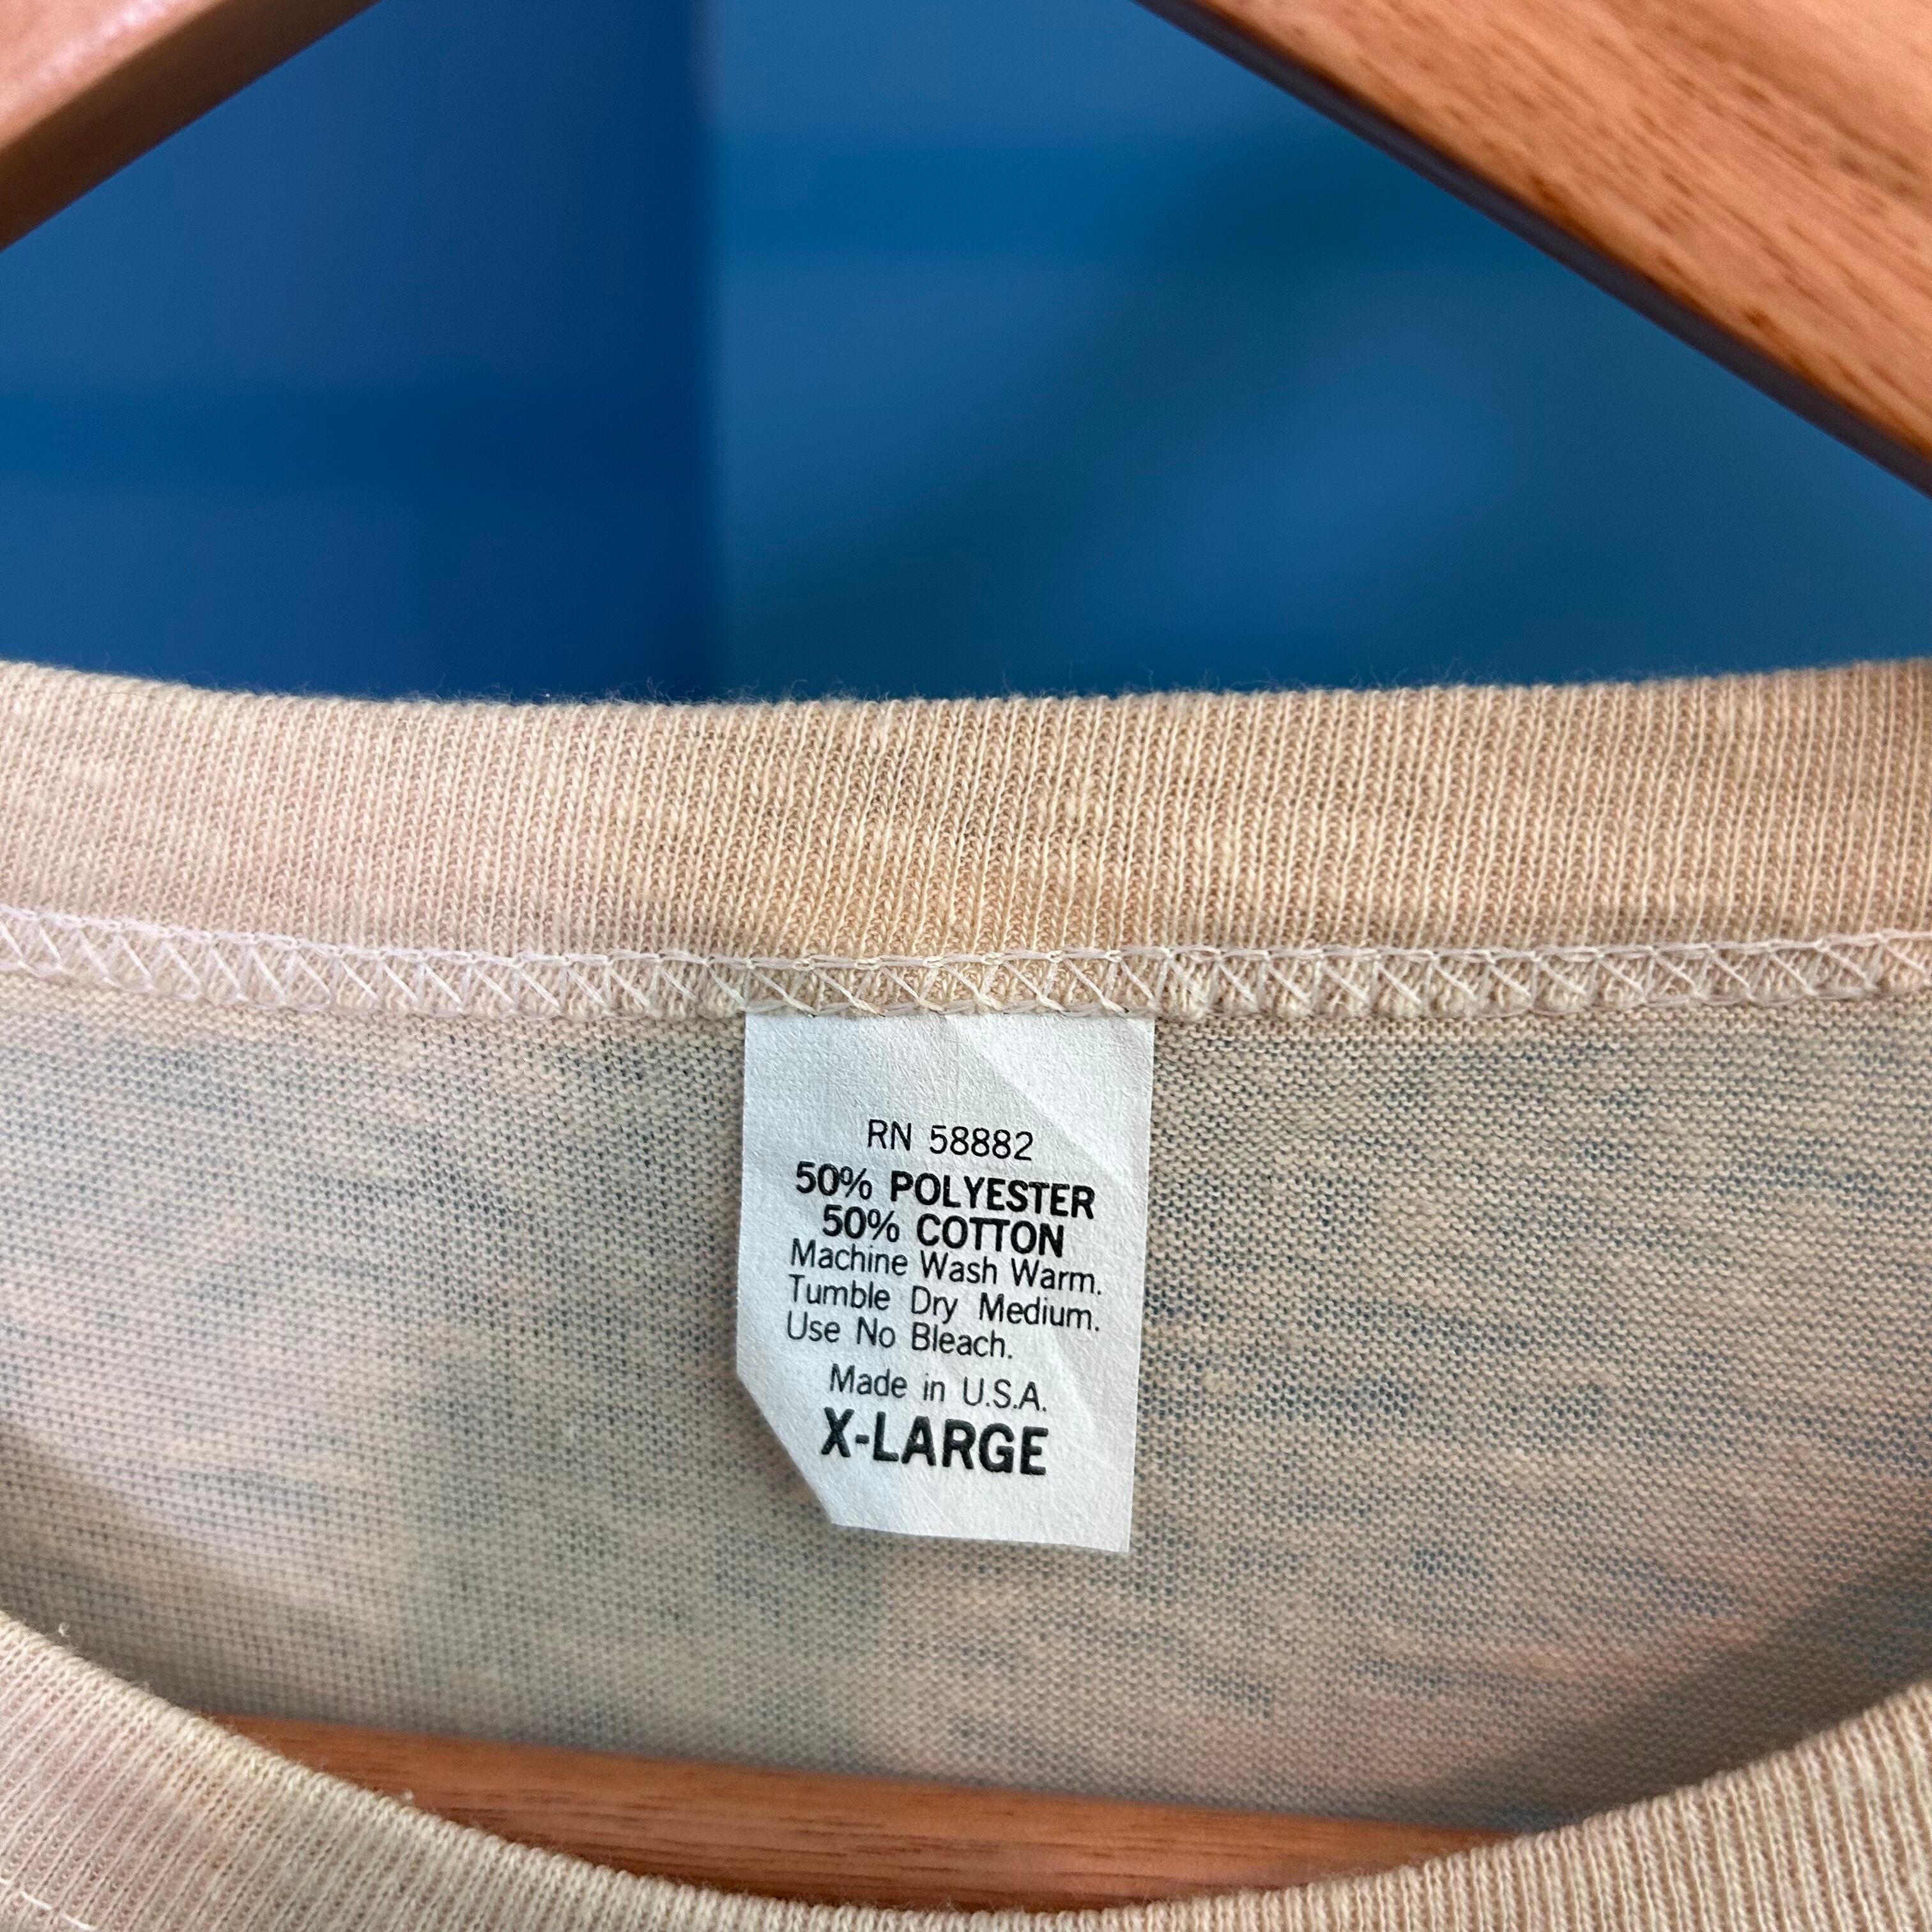 RN 58882
50% POLYESTER
50% COTTON
Machine Wash Warm.
Tumble Dry Medium.
Use No Bleach.
Made in U.S.A.
X-LARGE